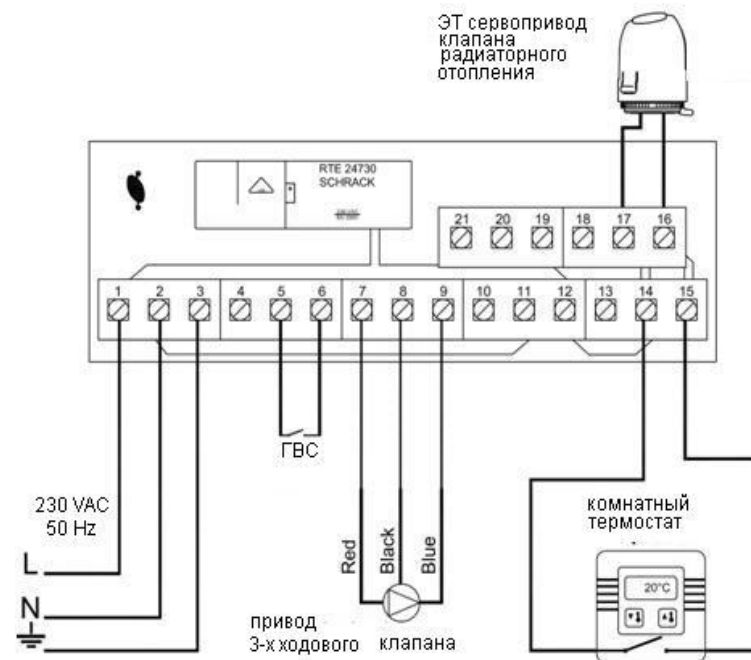 ЭТ сервопривод
клапана
радиаторного
отопления
RTE 24730
SCHRACK
21 20 19 18 17 16
1 2 3 4 5 6 7 8 9 10 11 12 13 14 15
ГВС
230 VAC
50 Hz
L
N
Red
Black
Blue
привод
3-х ходового клапана
комнатный
термостат
20°C